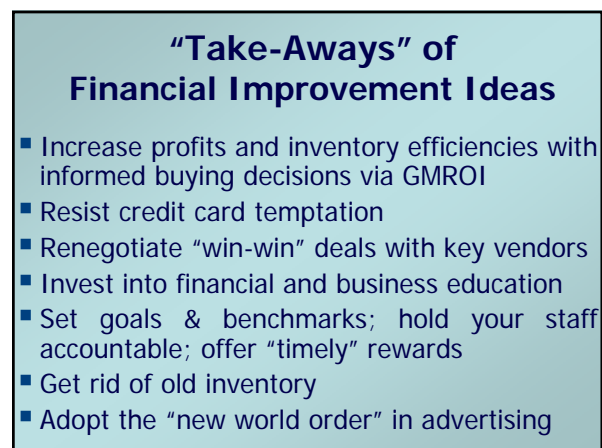 “Take-Aways” of
Financial Improvement Ideas
▪ Increase profits and inventory efficiencies with
informed buying decisions via GMROI
▪ Resist credit card temptation
▪ Renegotiate “win-win” deals with key vendors
▪ Invest into financial and business education
▪ Set goals & benchmarks; hold your staff
accountable; offer “timely” rewards
▪ Get rid of old inventory
▪ Adopt the “new world order” in advertising